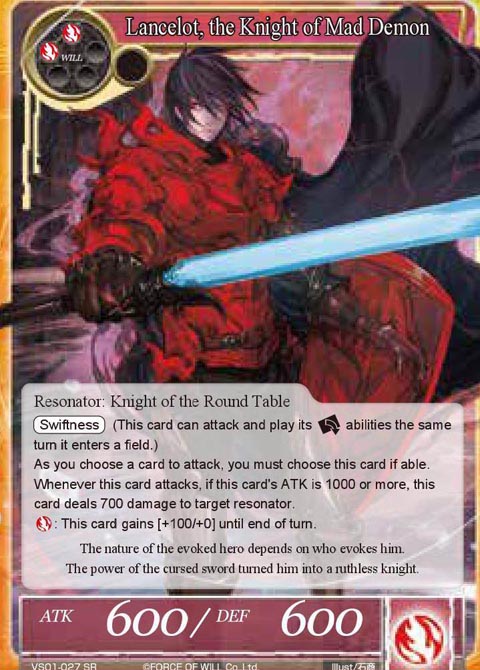 Lancelot, the Knight of Mad Demon
WILL
Resonator: Knight of the Round Table
Swiftness (This card can attack and play its abilities the same
turn it enters a field.)
As you choose a card to attack, you must choose this card if able.
Whenever this card attacks, if this card's ATK is 1000 or more, this
card deals 700 damage to target resonator.
: This card gains [+100/+0] until end of turn.
The nature of the evoked hero depends on who evokes him.
The power of the cursed sword turned him into a ruthless knight.
ATK 600 / DEF 600
VS01-027 SR ©FORCE OF WILL Co.,Ltd. Illust/石商